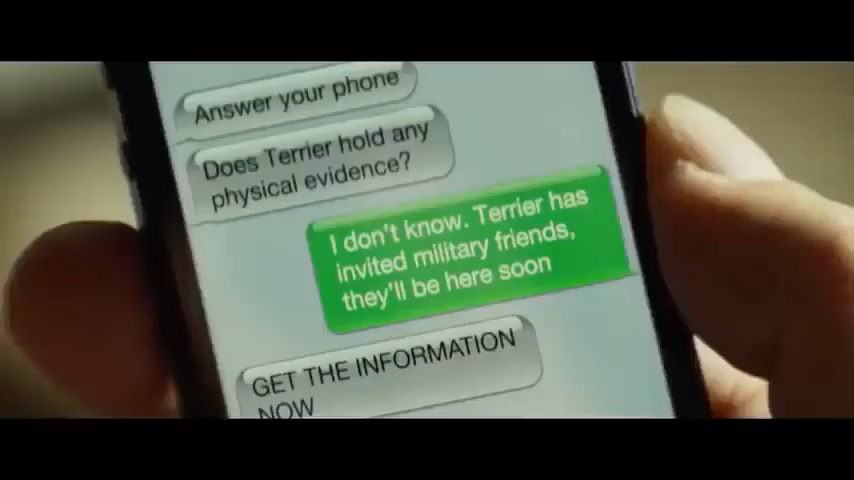 Answer your phone
Does Terrier hold any
physical evidence?
I don't know. Terrier has
invited military friends,
they'll be here soon
GET THE INFORMATION
NOW